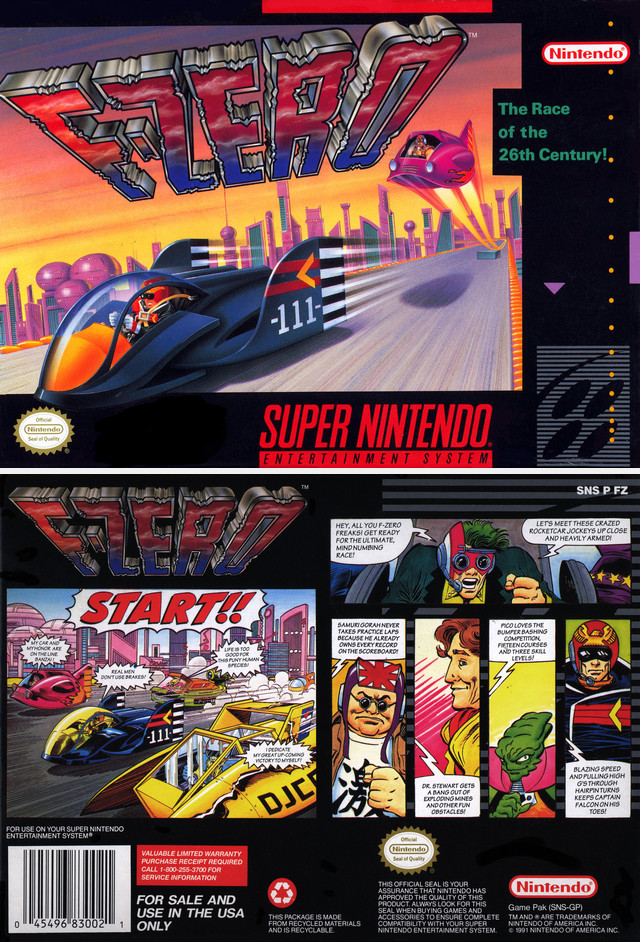 F-ZERO
TM
Nintendo®
The Race
of the
26th Century!
-111-
Official
Nintendo
Seal of Quality
SUPER NINTENDO®
ENTERTAINMENT SYSTEM
F-ZERO
TM
SNS P FZ
HEY, ALL YOU F-ZERO
FREAKS! GET READY
FOR THE ULTIMATE,
MIND NUMBING
RACE!
LET'S MEET THESE CRAZED
ROCKETCAR JOCKEYS UP CLOSE
AND HEAVILY ARMED!
START!!
MY CAR AND
MY HONOR ARE
ON THE LINE
BANZAI!
REAL MEN
DON'T USE BRAKES!
LIFE IS TOO
GOOD FOR
THIS PUNY HUMAN
SPECIES!
-111-
I DEDICATE
MY GREAT UP-COMING
VICTORY TO MYSELF!
SAMURI GORAH NEVER
TAKES PRACTICE LAPS
BECAUSE HE ALREADY
OWNS EVERY RECORD
ON THE SCOREBOARD!
激
DR. STEWART GETS
A BANG OUT OF
EXPLODING MINES
AND OTHER FUN
OBSTACLES!
PICO LOVES THE
BUMPER BASHING
COMPETITION,
FIFTEEN COURSES
AND THREE SKILL
LEVELS!
BLAZING SPEED
AND PULLING HIGH
G'S THROUGH
HAIRPIN TURNS
KEEPS CAPTAIN
FALCON ON HIS
TOES!
FOR USE ON YOUR SUPER NINTENDO
ENTERTAINMENT SYSTEM®
0 45496 83002 1
VALUABLE LIMITED WARRANTY
PURCHASE RECEIPT REQUIRED
CALL 1-800-255-3700 FOR
SERVICE INFORMATION
FOR SALE AND
USE IN THE USA
ONLY
THIS PACKAGE IS MADE
FROM RECYCLED MATERIALS
AND IS RECYCLABLE.
Official
Nintendo
Seal of Quality
THIS OFFICIAL SEAL IS YOUR
ASSURANCE THAT NINTENDO HAS
APPROVED THE QUALITY OF THIS
PRODUCT. ALWAYS LOOK FOR THIS
SEAL WHEN BUYING GAMES AND
ACCESSORIES TO ENSURE COMPLETE
COMPATIBILITY WITH YOUR SUPER
NINTENDO ENTERTAINMENT SYSTEM.
Nintendo®
Game Pak (SNS-GP)
TM AND ® ARE TRADEMARKS OF
NINTENDO OF AMERICA INC.
© 1991 NINTENDO OF AMERICA INC.